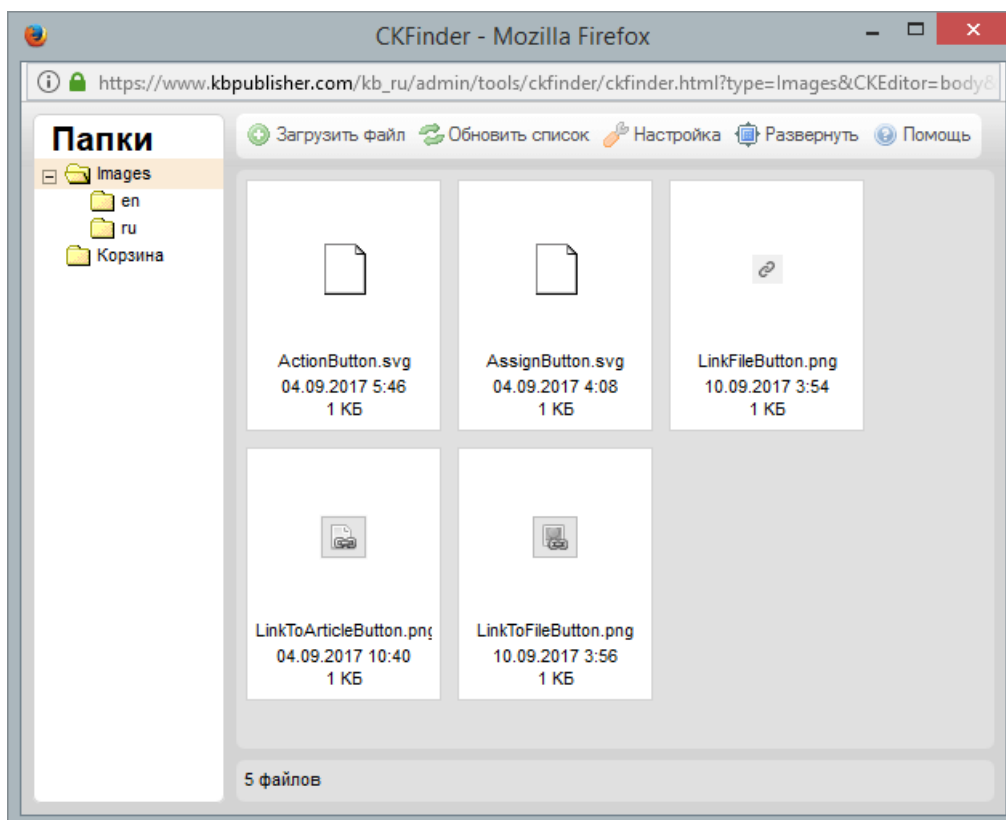 CKFinder - Mozilla Firefox
https://www.kbpublisher.com/kb_ru/admin/tools/ckfinder/ckfinder.html?type=Images&CKEditor=body&
Папки
Images
en
ru
Корзина
Загрузить файл Обновить список Настройка Развернуть Помощь
ActionButton.svg
04.09.2017 5:46
1 КБ
AssignButton.svg
04.09.2017 4:08
1 КБ
LinkFileButton.png
10.09.2017 3:54
1 КБ
LinkToArticleButton.png
04.09.2017 10:40
1 КБ
LinkToFileButton.png
10.09.2017 3:56
1 КБ
5 файлов